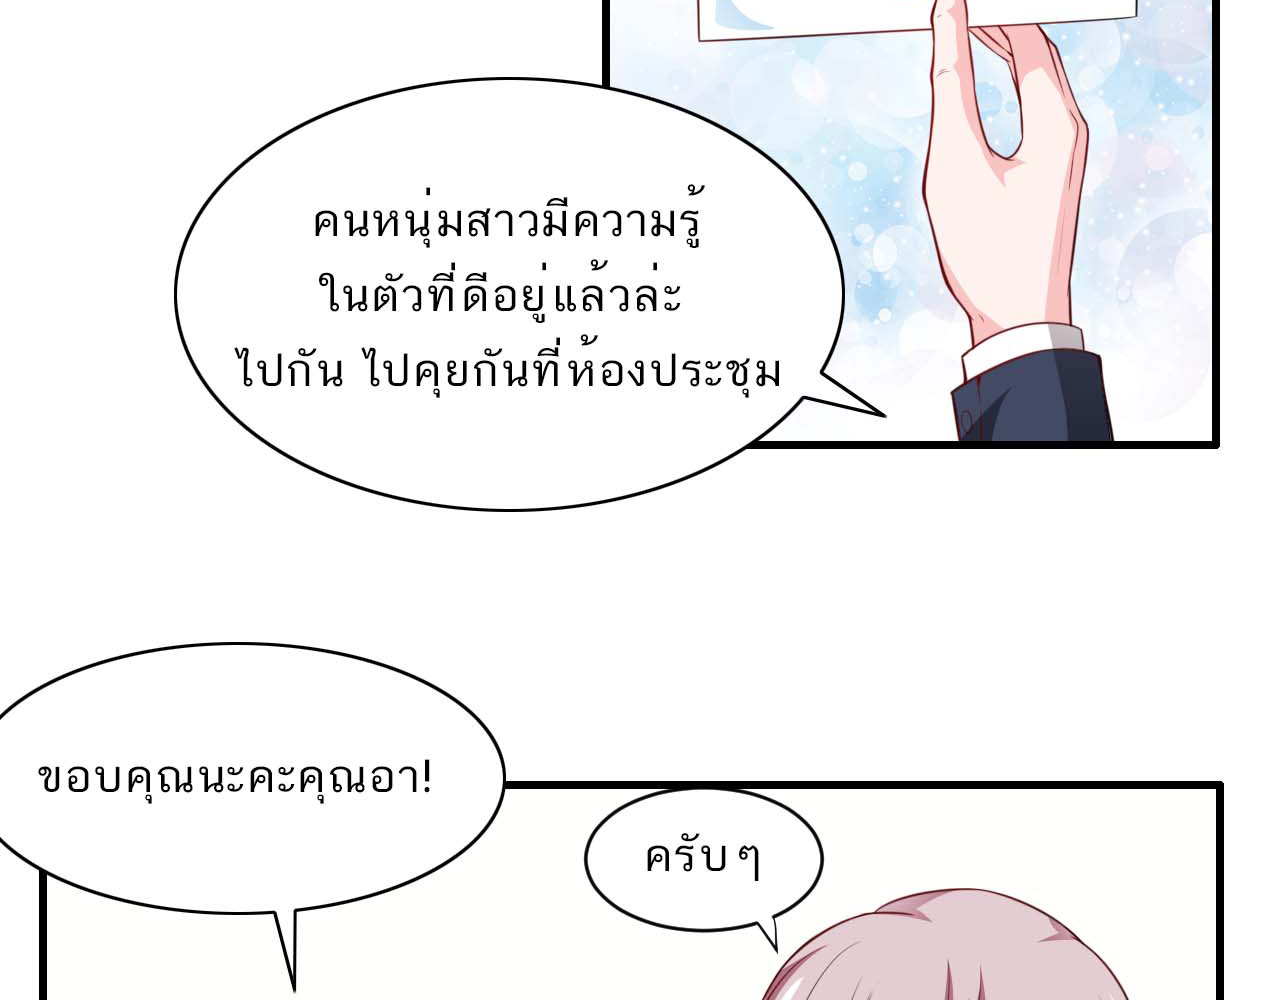 คนหนุ่มสาวมีความรู้
ในตัวที่ดีอยู่แล้วล่ะ
ไปกัน ไปคุยกันที่ห้องประชุม
ขอบคุณนะคะคุณอา!
ครับๆ